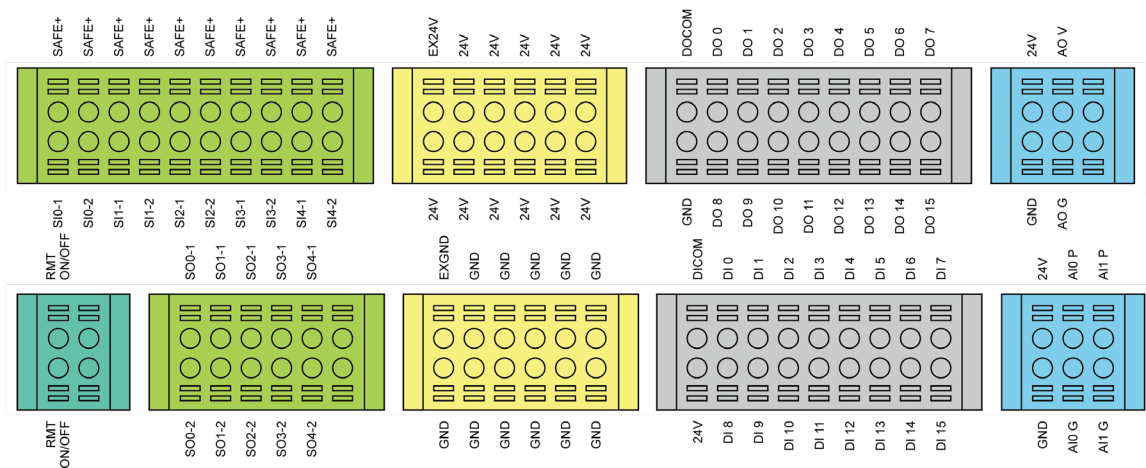 SAFE+ SAFE+ SAFE+ SAFE+ SAFE+ SAFE+ SAFE+ SAFE+ SAFE+ SAFE+ EX24V 24V 24V 24V 24V 24V DOCOM DO 0 DO 1 DO 2 DO 3 DO 4 DO 5 DO 6 DO 7 24V AO V
SI0-1 SI0-2 SI1-1 SI1-2 SI2-1 SI2-2 SI3-1 SI3-2 SI4-1 SI4-2 24V 24V 24V 24V 24V 24V GND DO 8 DO 9 DO 10 DO 11 DO 12 DO 13 DO 14 DO 15 GND AO G
RMT
ON/OFF
SO0-1 SO1-1 SO2-1 SO3-1 SO4-1 EXGND GND GND GND GND GND DICOM DI 0 DI 1 DI 2 DI 3 DI 4 DI 5 DI 6 DI 7 24V AI0 P AI1 P
RMT
ON/OFF
SO0-2 SO1-2 SO2-2 SO3-2 SO4-2 GND GND GND GND GND GND 24V DI 8 DI 9 DI 10 DI 11 DI 12 DI 13 DI 14 DI 15 GND AI0 G AI1 G